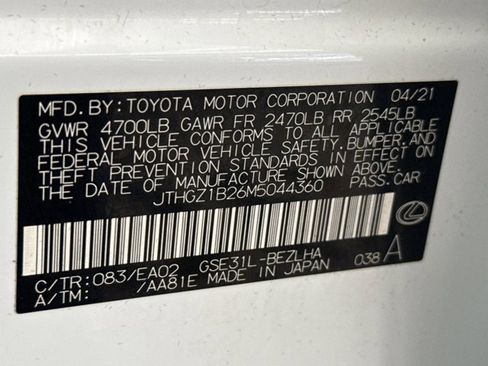 MFD. BY: TOYOTA MOTOR CORPORATION 04/21
GVWR 4700LB GAWR FR 2470LB RR 2545LB
THIS VEHICLE CONFORMS TO ALL APPLICABLE
FEDERAL MOTOR VEHICLE SAFETY, BUMPER, AND
THEFT PREVENTION STANDARDS IN EFFECT ON
THE DATE OF MANUFACTURE SHOWN ABOVE.
JTHGZ1B26M5044360 PASS. CAR
C/TR: 083/EA02 GSE31L-BEZLHA 038 A
A/TM: /AA81E MADE IN JAPAN